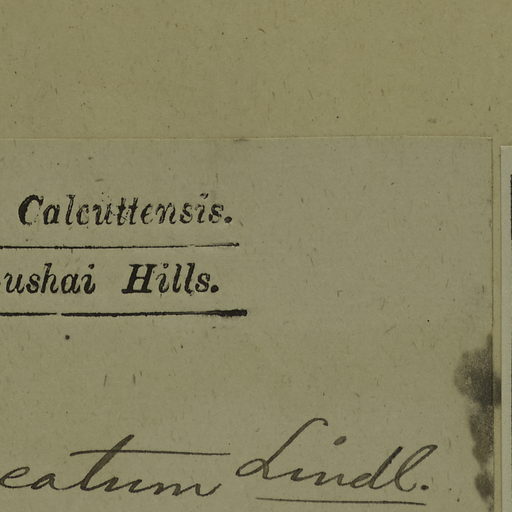 Calcuttensis.
ushai Hills.
eatum Lindl.